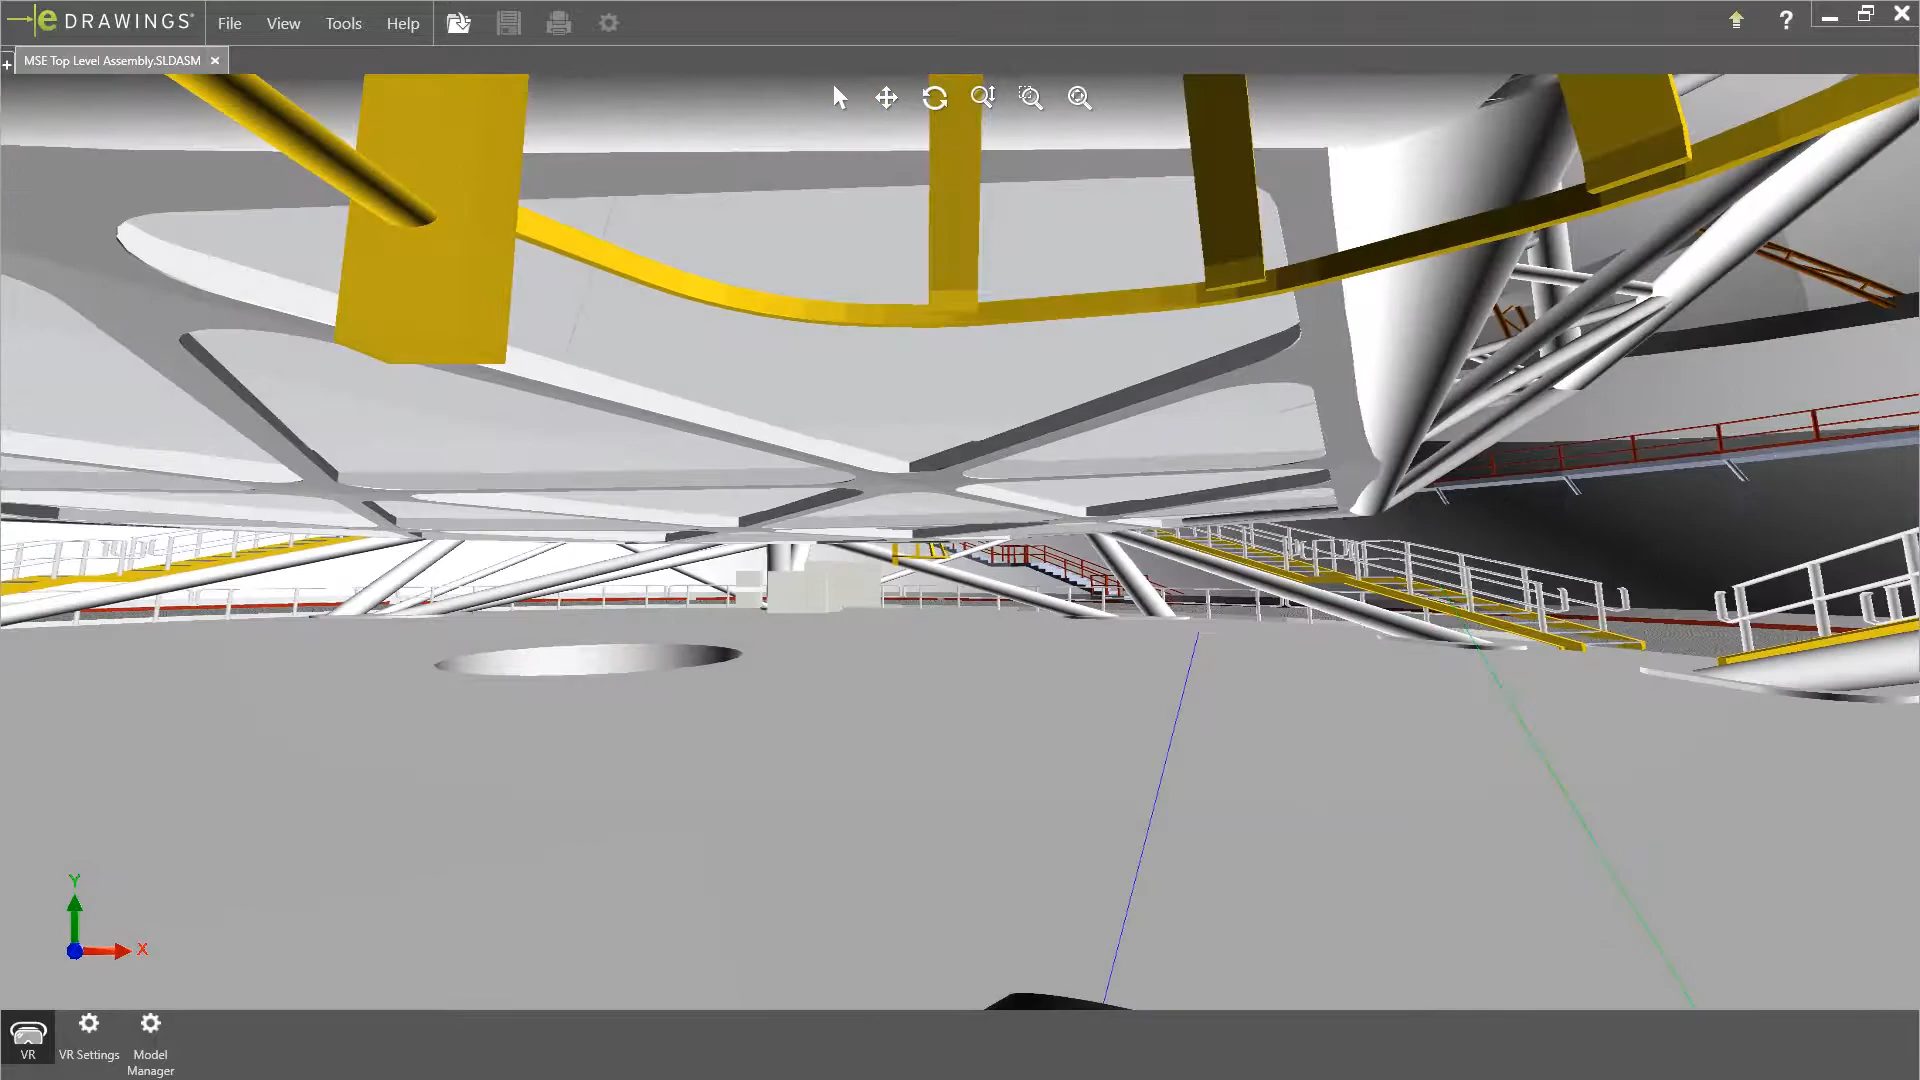 eDRAWINGS
File View Tools Help
MSE Top Level Assembly.SLDASM
Y
X
VR
VR Settings
Model
Manager